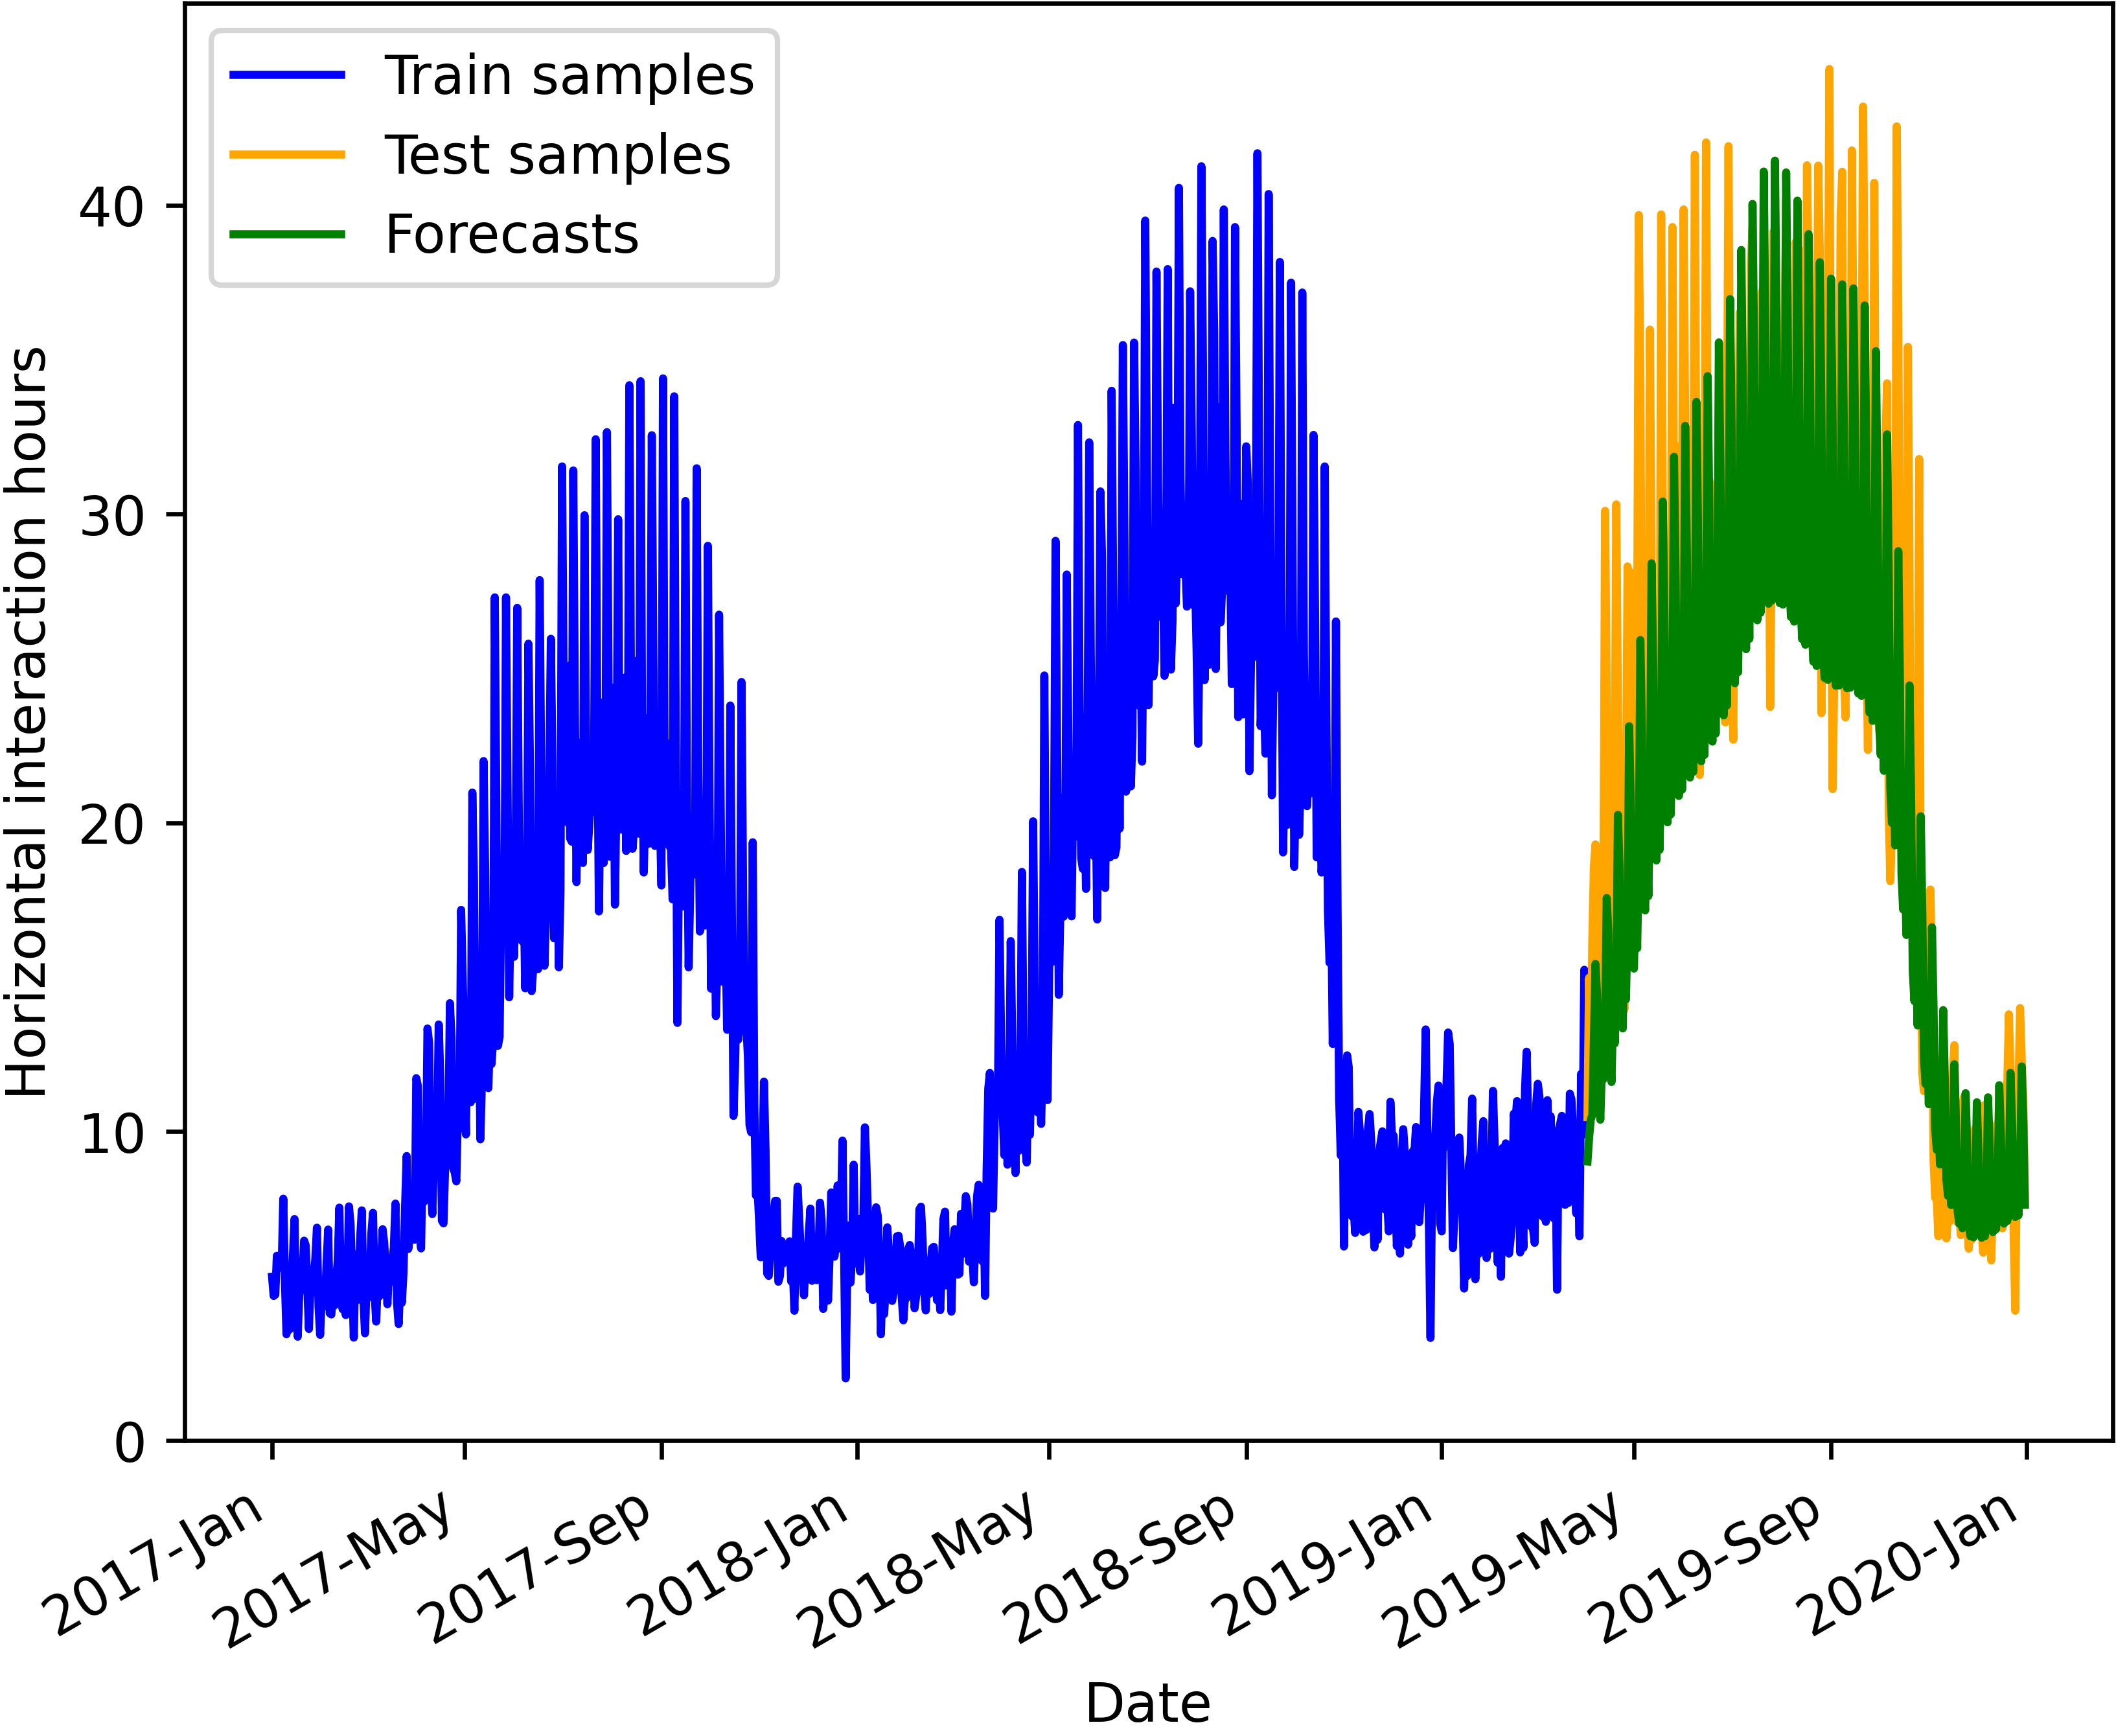 Train samples
Test samples
Forecasts
Horizontal interaction hours
40
30
20
10
0
2017-Jan
2017-May
2017-Sep
2018-Jan
2018-May
2018-Sep
2019-Jan
2019-May
2019-Sep
2020-Jan
Date